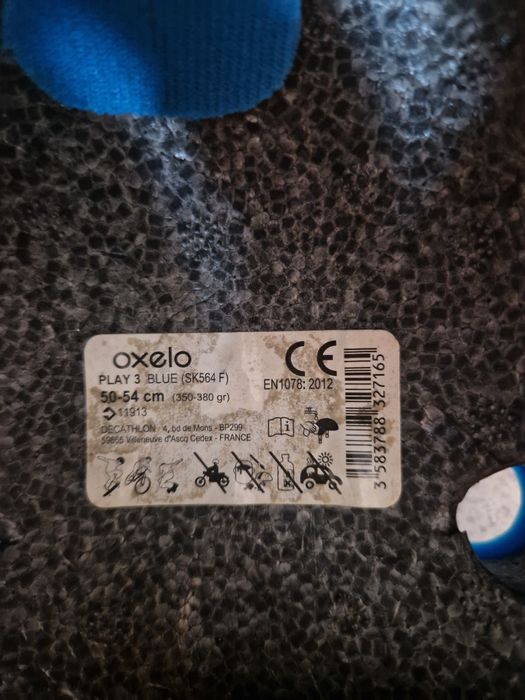 oxelo
CE
PLAY 3 BLUE (SK564 F)
EN1078: 2012
50-54 cm (350-380 gr)
11913
DECATHLON - 4, bd de Mons - BP299
59665 Villeneuve d'Ascq Cedex - FRANCE
3 583788 327165